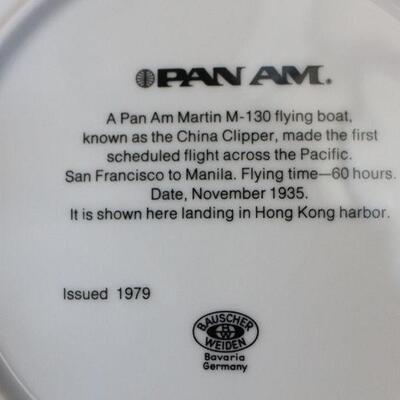 PAN AM.
A Pan Am Martin M-130 flying boat,
known as the China Clipper, made the first
scheduled flight across the Pacific.
San Francisco to Manila. Flying time—60 hours.
Date, November 1935.
It is shown here landing in Hong Kong harbor.
Issued 1979
BAUSCHER
WEIDEN
Bavaria
Germany